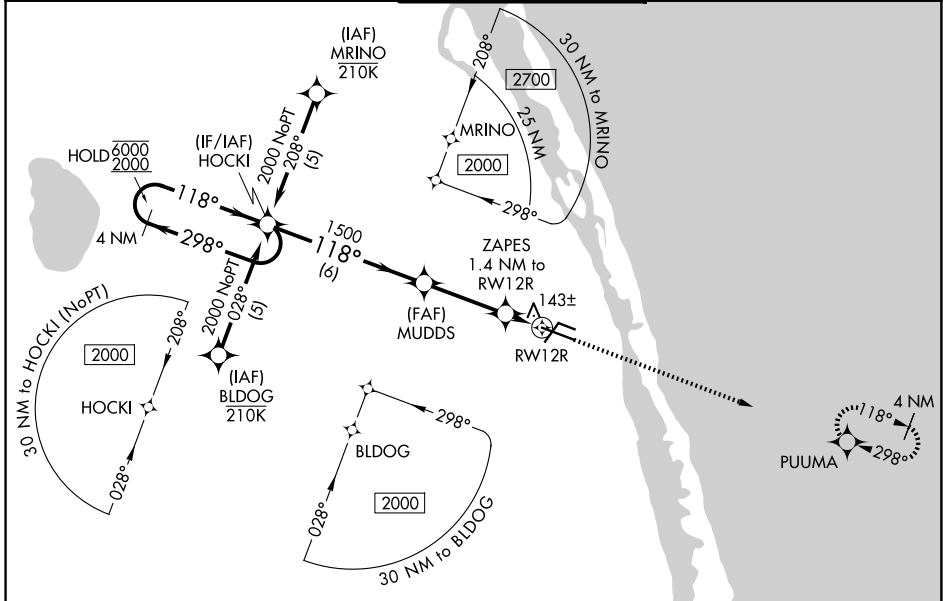 (IAF)
MRINO
210K
2000 NoPT
208°
(5)
(IF/IAF)
HOCKI
HOLD 6000
2000
118°
298°
4 NM
2000 NoPT
028°
(5)
(IAF)
BLDOG
210K
1500
118°
(6)
(FAF)
MUDDS
ZAPES
1.4 NM to
RW12R
143±
RW12R
208°
2700
30 NM to MRINO
25 NM
MRINO
2000
298°
30 NM to HOCKI (NoPT)
2000
208°
HOCKI
028°
298°
BLDOG
2000
028°
30 NM to BLDOG
4 NM
118°
298°
PUUMA